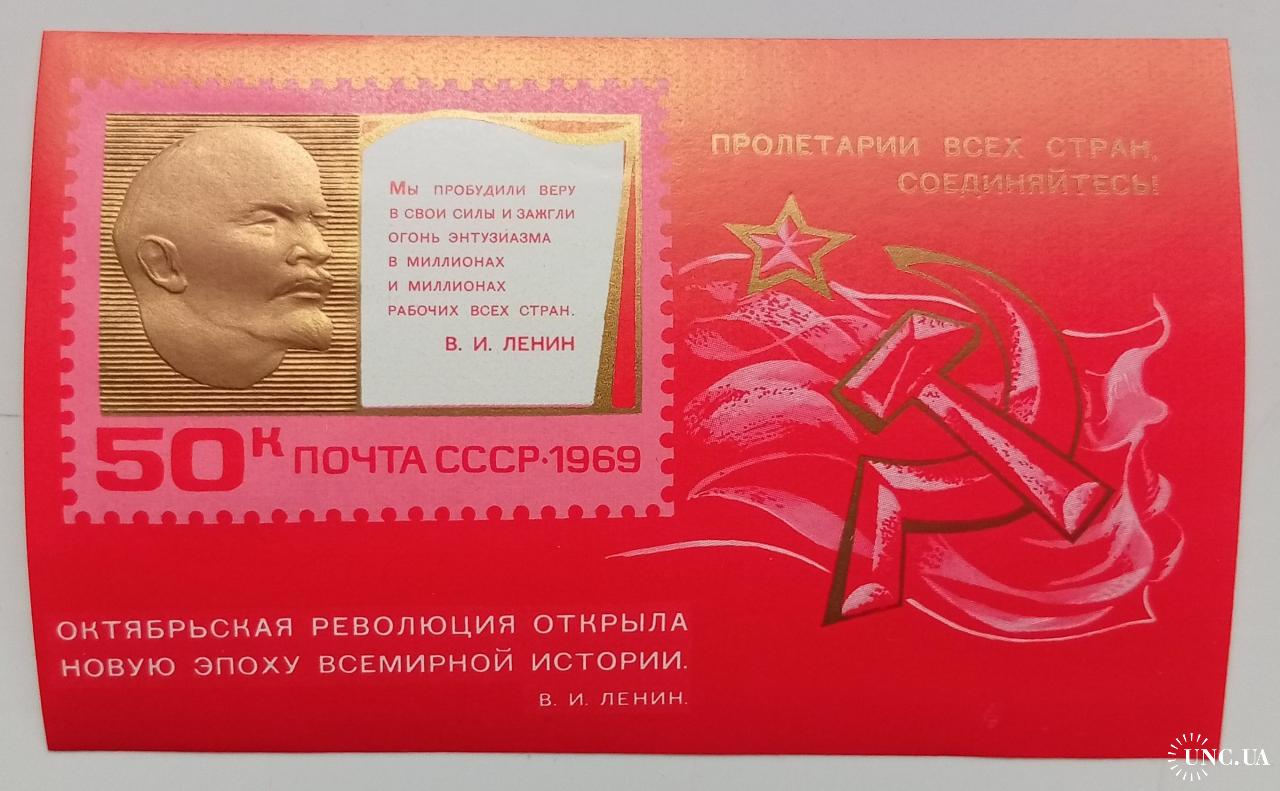 Мы пробудили веру
в свои силы и зажгли
огонь энтузиазма
в миллионах
и миллионах
рабочих всех стран.
В. И. ЛЕНИН
50к ПОЧТА СССР·1969
ПРОЛЕТАРИИ ВСЕХ СТРАН,
СОЕДИНЯЙТЕСЬ!
ОКТЯБРЬСКАЯ РЕВОЛЮЦИЯ ОТКРЫЛА
НОВУЮ ЭПОХУ ВСЕМИРНОЙ ИСТОРИИ.
В. И. ЛЕНИН.
UNC.UA